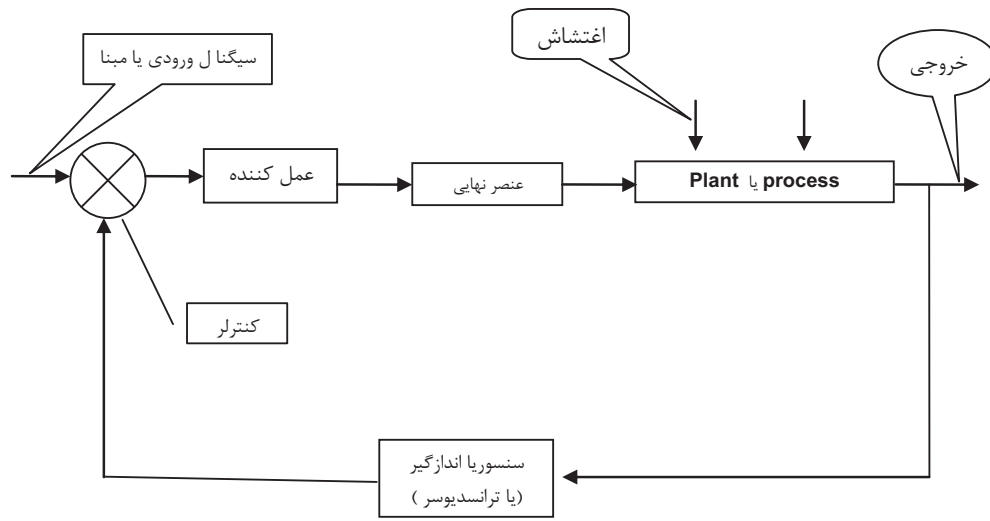 اغتشاش
خروجی
سیگنا ل ورودی یا مبنا
عمل کننده
عنصر نهایی
Plant یا process
کنترلر
سنسوریا اندازگیر
(یا ترانسدیوسر )